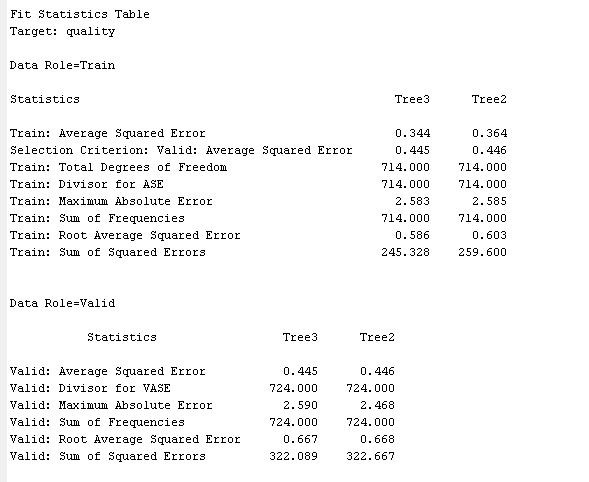 Fit Statistics Table
Target: quality
Data Role=Train
Statistics Tree3 Tree2
Train: Average Squared Error 0.344 0.364
Selection Criterion: Valid: Average Squared Error 0.445 0.446
Train: Total Degrees of Freedom 714.000 714.000
Train: Divisor for ASE 714.000 714.000
Train: Maximum Absolute Error 2.583 2.585
Train: Sum of Frequencies 714.000 714.000
Train: Root Average Squared Error 0.586 0.603
Train: Sum of Squared Errors 245.328 259.600
Data Role=Valid
Statistics Tree3 Tree2
Valid: Average Squared Error 0.445 0.446
Valid: Divisor for VASE 724.000 724.000
Valid: Maximum Absolute Error 2.590 2.468
Valid: Sum of Frequencies 724.000 724.000
Valid: Root Average Squared Error 0.667 0.668
Valid: Sum of Squared Errors 322.089 322.667